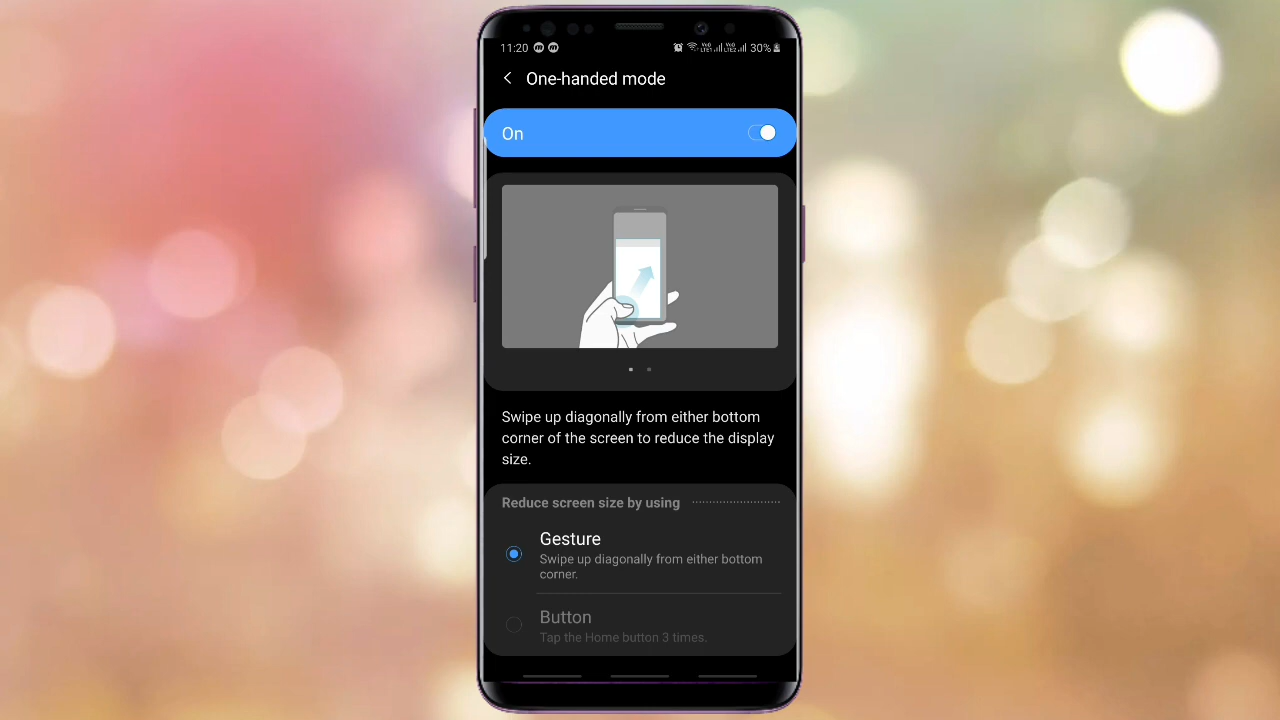 11:20 30%
One-handed mode
On
Swipe up diagonally from either bottom
corner of the screen to reduce the display
size.
Reduce screen size by using
Gesture
Swipe up diagonally from either bottom
corner.
Button
Tap the Home button 3 times.